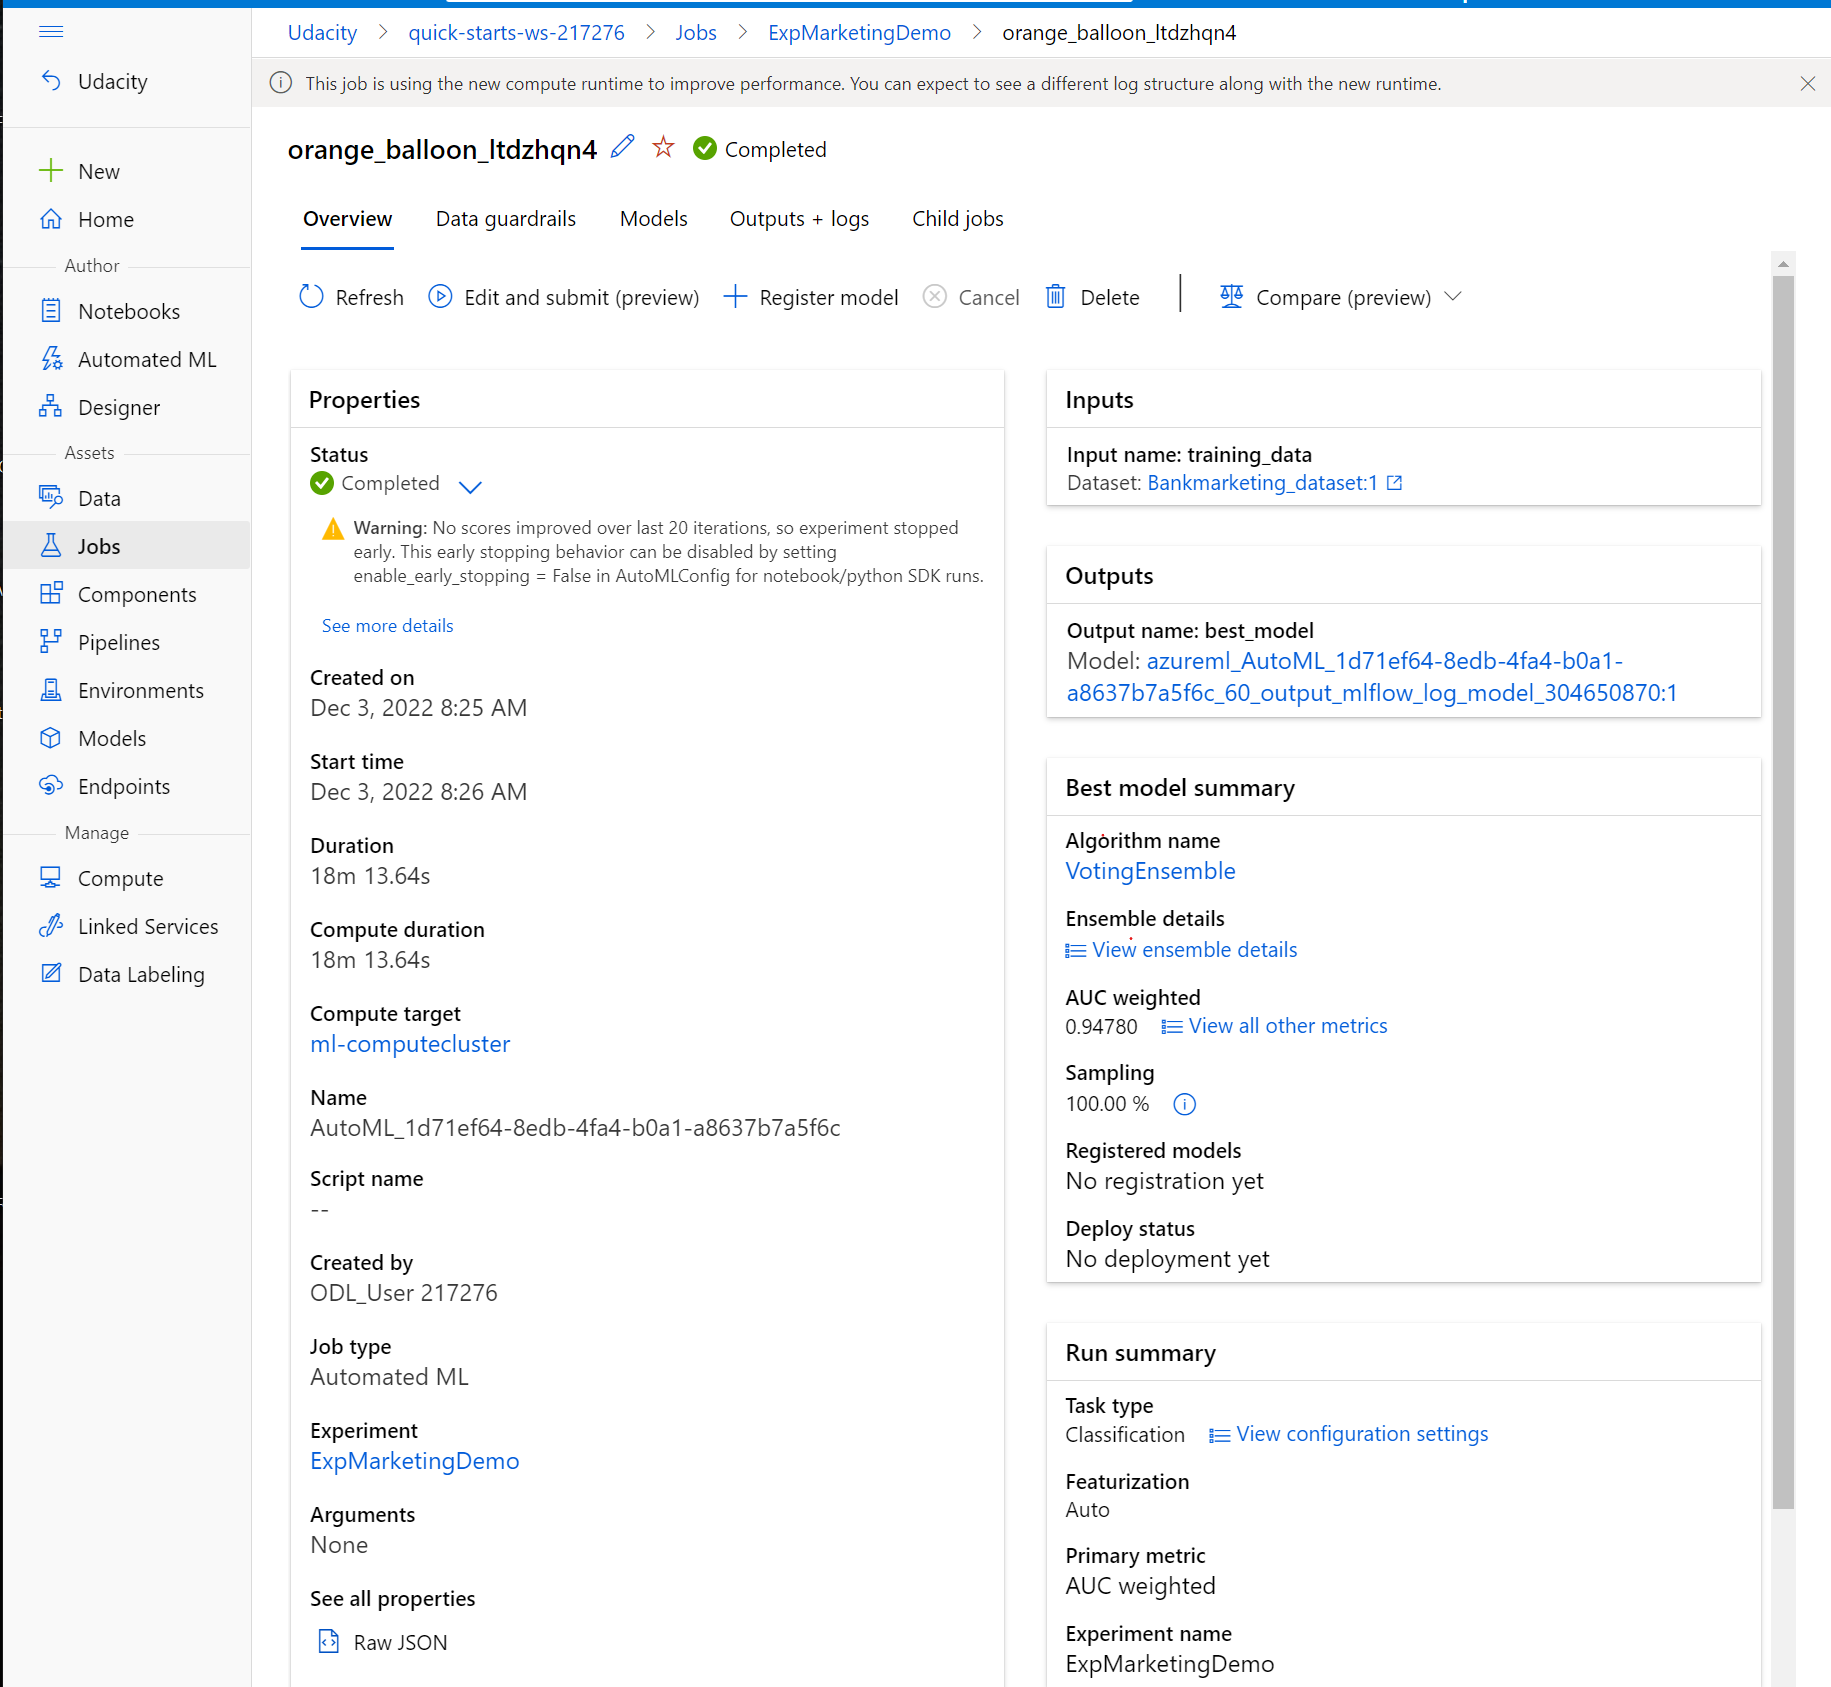 Udacity > quick-starts-ws-217276 > Jobs > ExpMarketingDemo > orange_balloon_ltdzhqn4
Udacity
This job is using the new compute runtime to improve performance. You can expect to see a different log structure along with the new runtime.
orange_balloon_ltdzhqn4 Completed
New
Home
Author
Notebooks
Automated ML
Designer
Assets
Data
Jobs
Components
Pipelines
Environments
Models
Endpoints
Manage
Compute
Linked Services
Data Labeling
Overview Data guardrails Models Outputs + logs Child jobs
Refresh Edit and submit (preview) Register model Cancel Delete Compare (preview)
Properties
Status
Completed
Warning: No scores improved over last 20 iterations, so experiment stopped
early. This early stopping behavior can be disabled by setting
enable_early_stopping = False in AutoMLConfig for notebook/python SDK runs.
See more details
Created on
Dec 3, 2022 8:25 AM
Start time
Dec 3, 2022 8:26 AM
Duration
18m 13.64s
Compute duration
18m 13.64s
Compute target
ml-computecluster
Name
AutoML_1d71ef64-8edb-4fa4-b0a1-a8637b7a5f6c
Script name
--
Created by
ODL_User 217276
Job type
Automated ML
Experiment
ExpMarketingDemo
Arguments
None
See all properties
Raw JSON
Inputs
Input name: training_data
Dataset: Bankmarketing_dataset:1
Outputs
Output name: best_model
Model: azureml_AutoML_1d71ef64-8edb-4fa4-b0a1-
a8637b7a5f6c_60_output_mlflow_log_model_304650870:1
Best model summary
Algorithm name
VotingEnsemble
Ensemble details
View ensemble details
AUC weighted
0.94780 View all other metrics
Sampling
100.00 %
Registered models
No registration yet
Deploy status
No deployment yet
Run summary
Task type
Classification View configuration settings
Featurization
Auto
Primary metric
AUC weighted
Experiment name
ExpMarketingDemo